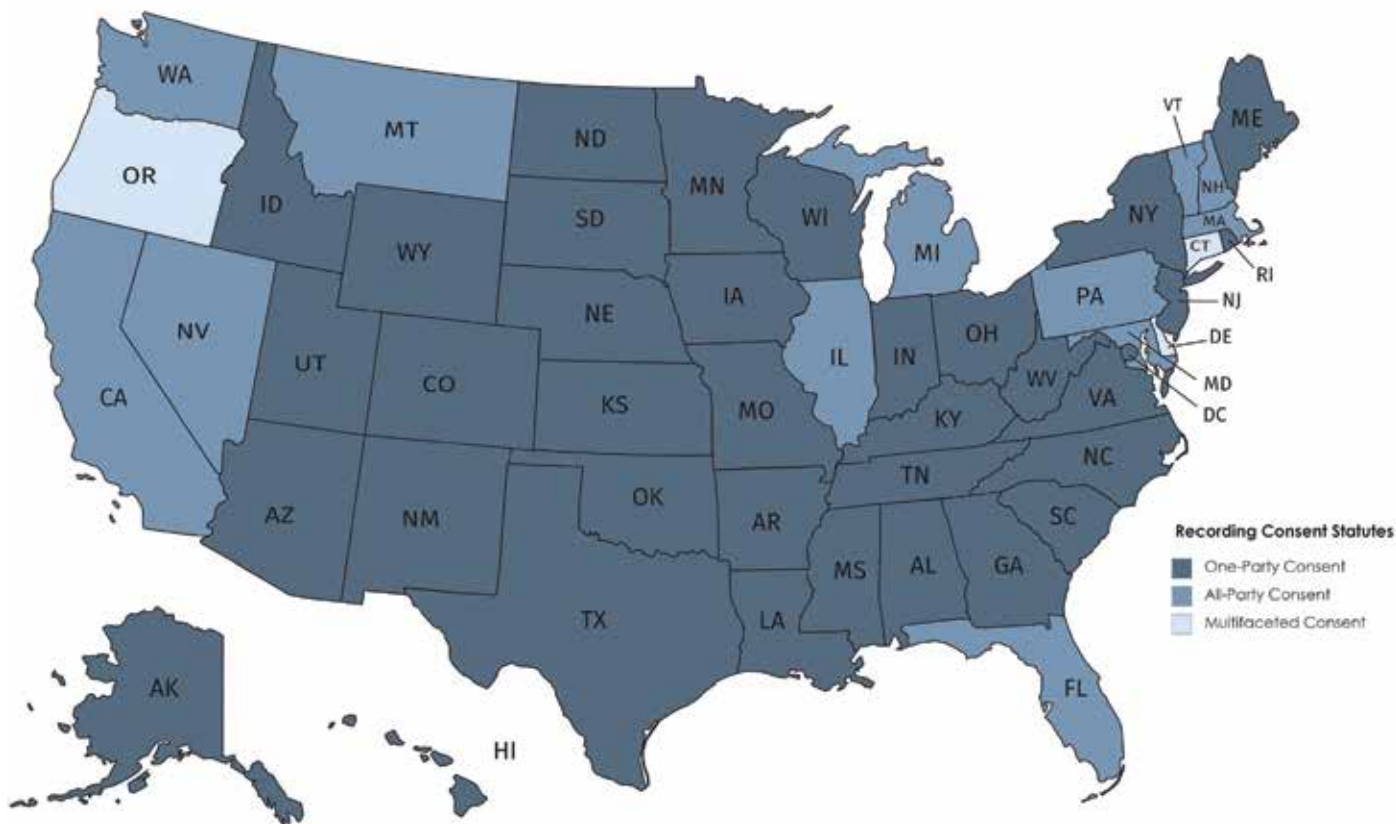 WA
MT
ND
MN
OR
ID
WY
SD
WI
MI
VT
ME
NH
NY
MA
CT
RI
NV
CA
UT
CO
NE
IA
IL
IN
OH
PA
NJ
DE
MD
DC
WV
VA
KS
MO
KY
AZ
NM
OK
AR
TN
NC
SC
MS
AL
GA
TX
LA
FL
AK
HI
Recording Consent Statutes
One-Party Consent
All-Party Consent
Multifaceted Consent